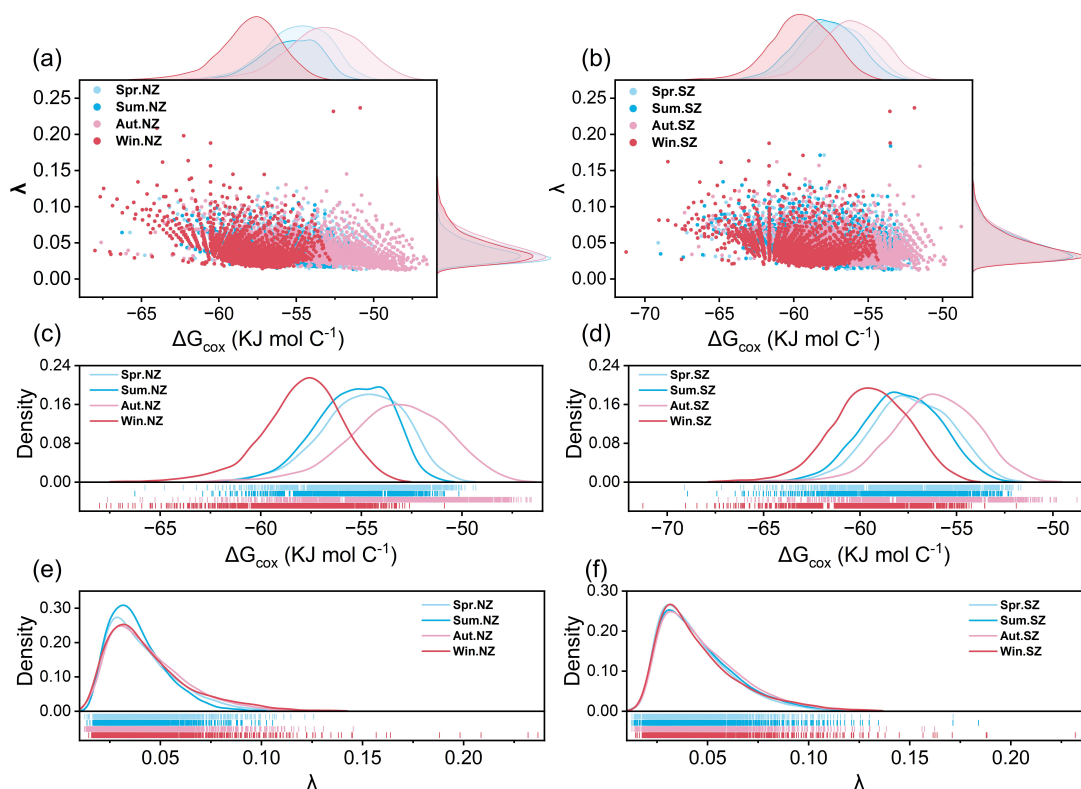 (a)
(b)
Spr.NZ
Sum.NZ
Aut.NZ
Win.NZ
Spr.SZ
Sum.SZ
Aut.SZ
Win.SZ
0.25
0.20
0.15
0.10
0.05
0.00
λ
0.25
0.20
0.15
0.10
0.05
0.00
λ
−65 −60 −55 −50
ΔGcox (KJ mol C⁻¹)
−70 −65 −60 −55 −50
ΔGcox (KJ mol C⁻¹)
(c)
(d)
Spr.NZ
Sum.NZ
Aut.NZ
Win.NZ
Spr.SZ
Sum.SZ
Aut.SZ
Win.SZ
0.24
0.16
0.08
0.00
Density
0.24
0.16
0.08
0.00
Density
−65 −60 −55 −50
ΔGcox (KJ mol C⁻¹)
−70 −65 −60 −55 −50
ΔGcox (KJ mol C⁻¹)
(e)
(f)
Spr.NZ
Sum.NZ
Aut.NZ
Win.NZ
Spr.SZ
Sum.SZ
Aut.SZ
Win.SZ
0.30
0.20
0.10
0.00
Density
0.30
0.20
0.10
0.00
Density
0.05 0.10 0.15 0.20
λ
0.05 0.10 0.15 0.20
λ